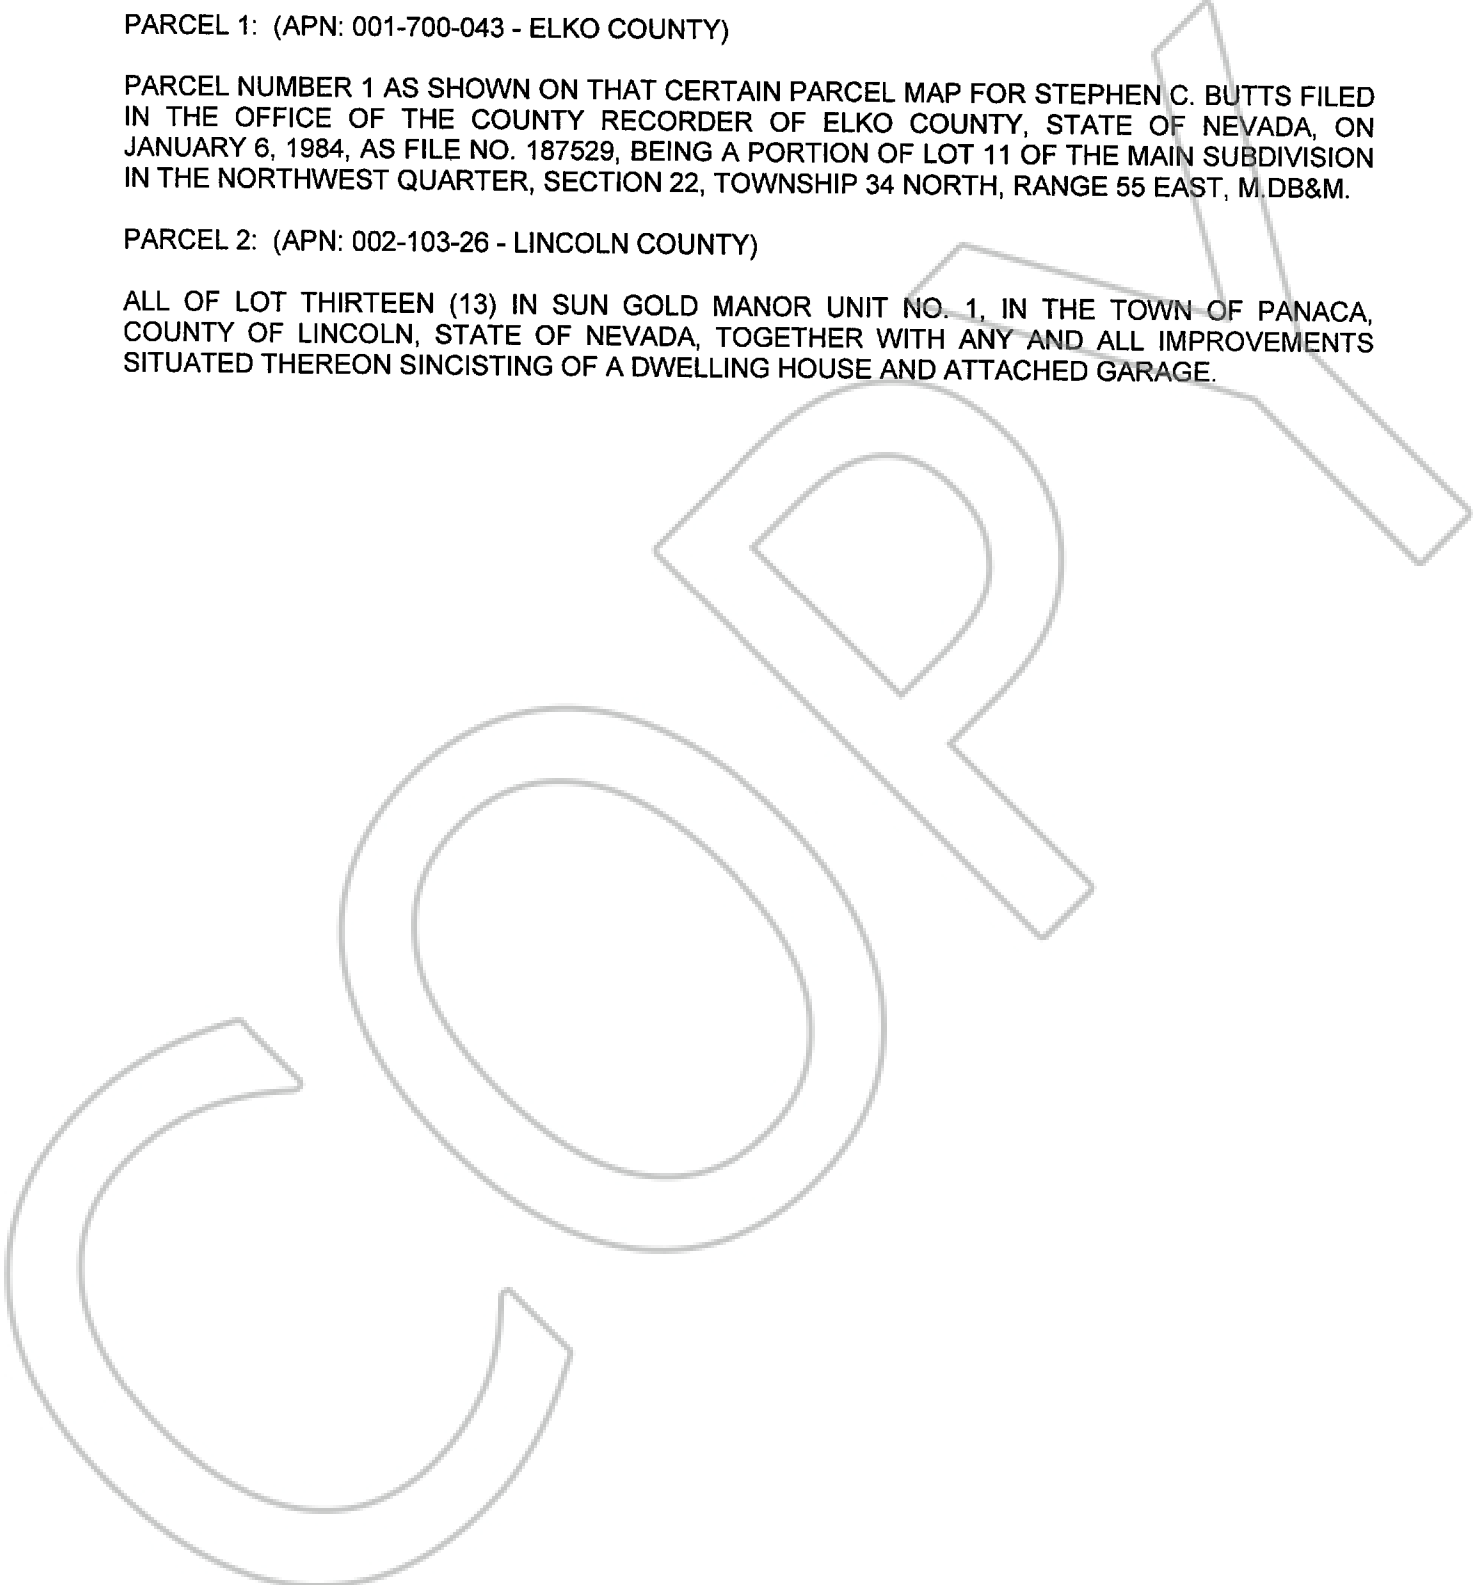 PARCEL 1: (APN: 001-700-043 - ELKO COUNTY)
PARCEL NUMBER 1 AS SHOWN ON THAT CERTAIN PARCEL MAP FOR STEPHEN C. BUTTS FILED
IN THE OFFICE OF THE COUNTY RECORDER OF ELKO COUNTY, STATE OF NEVADA, ON
JANUARY 6, 1984, AS FILE NO. 187529, BEING A PORTION OF LOT 11 OF THE MAIN SUBDIVISION
IN THE NORTHWEST QUARTER, SECTION 22, TOWNSHIP 34 NORTH, RANGE 55 EAST, M.DB&M.
PARCEL 2: (APN: 002-103-26 - LINCOLN COUNTY)
ALL OF LOT THIRTEEN (13) IN SUN GOLD MANOR UNIT NO. 1, IN THE TOWN OF PANACA,
COUNTY OF LINCOLN, STATE OF NEVADA, TOGETHER WITH ANY AND ALL IMPROVEMENTS
SITUATED THEREON SINCISTING OF A DWELLING HOUSE AND ATTACHED GARAGE.
COPY